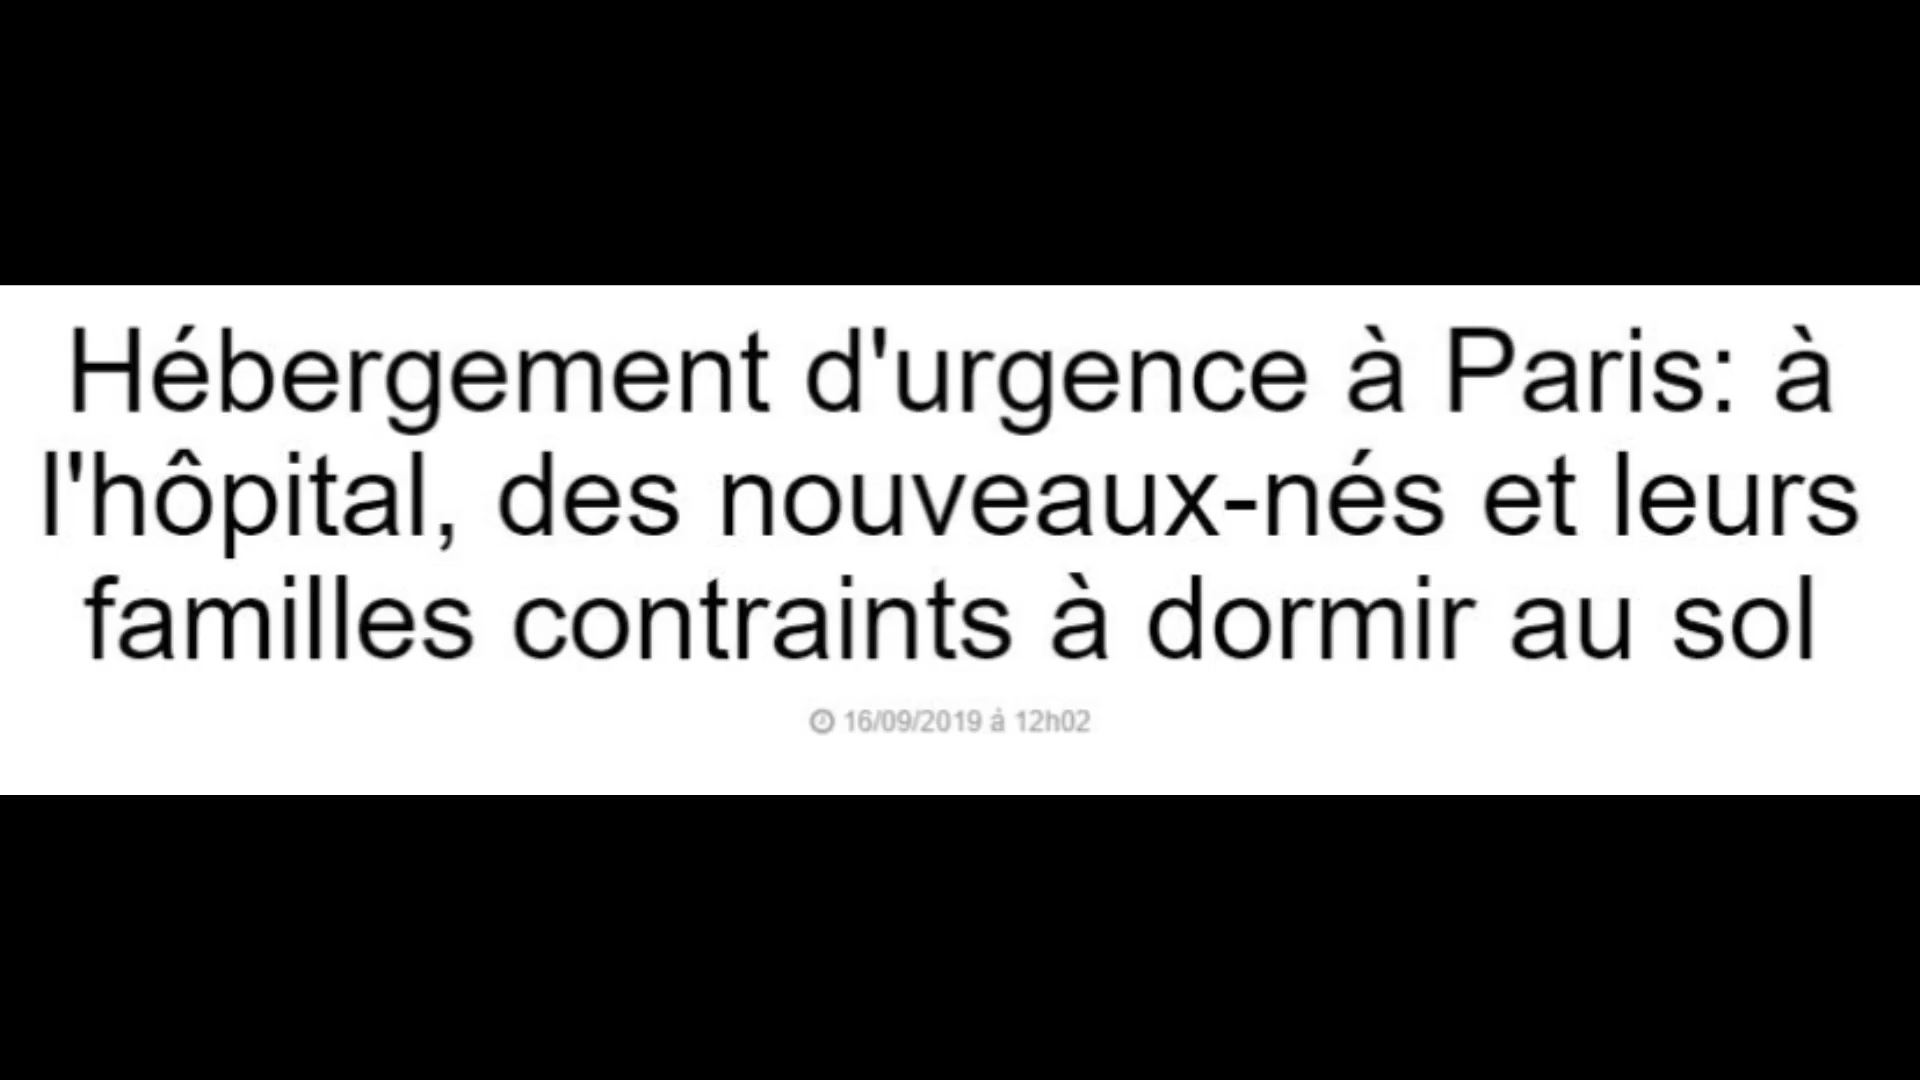 Hébergement d'urgence à Paris: à
l'hôpital, des nouveaux-nés et leurs
familles contraints à dormir au sol
16/09/2019 à 12h02